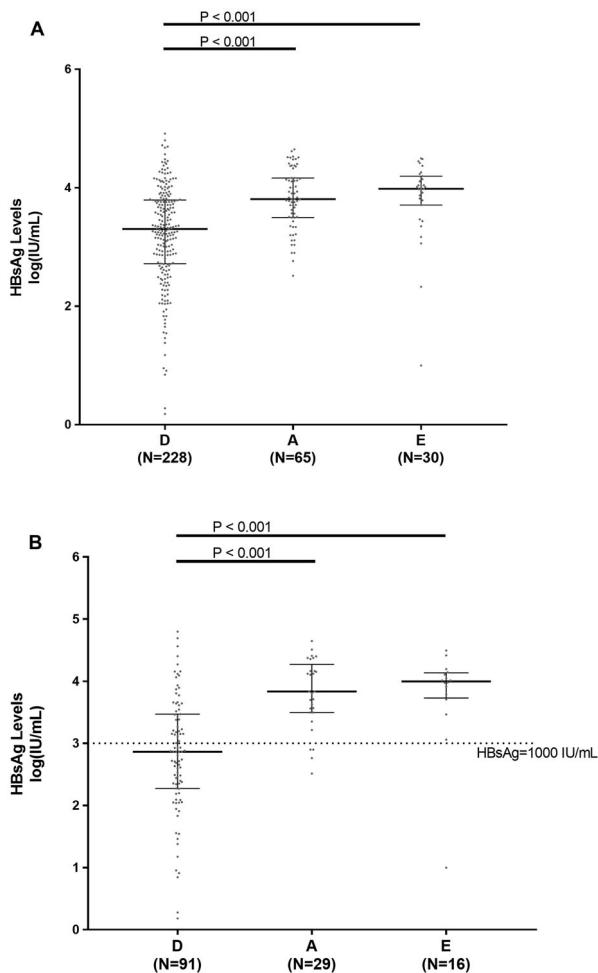 A
P < 0.001
P < 0.001
HBsAg Levels
log(IU/mL)
6
4
2
0
D
(N=228)
A
(N=65)
E
(N=30)
B
P < 0.001
P < 0.001
HBsAg Levels
log(IU/mL)
6
5
4
3
2
1
0
HBsAg=1000 IU/mL
D
(N=91)
A
(N=29)
E
(N=16)